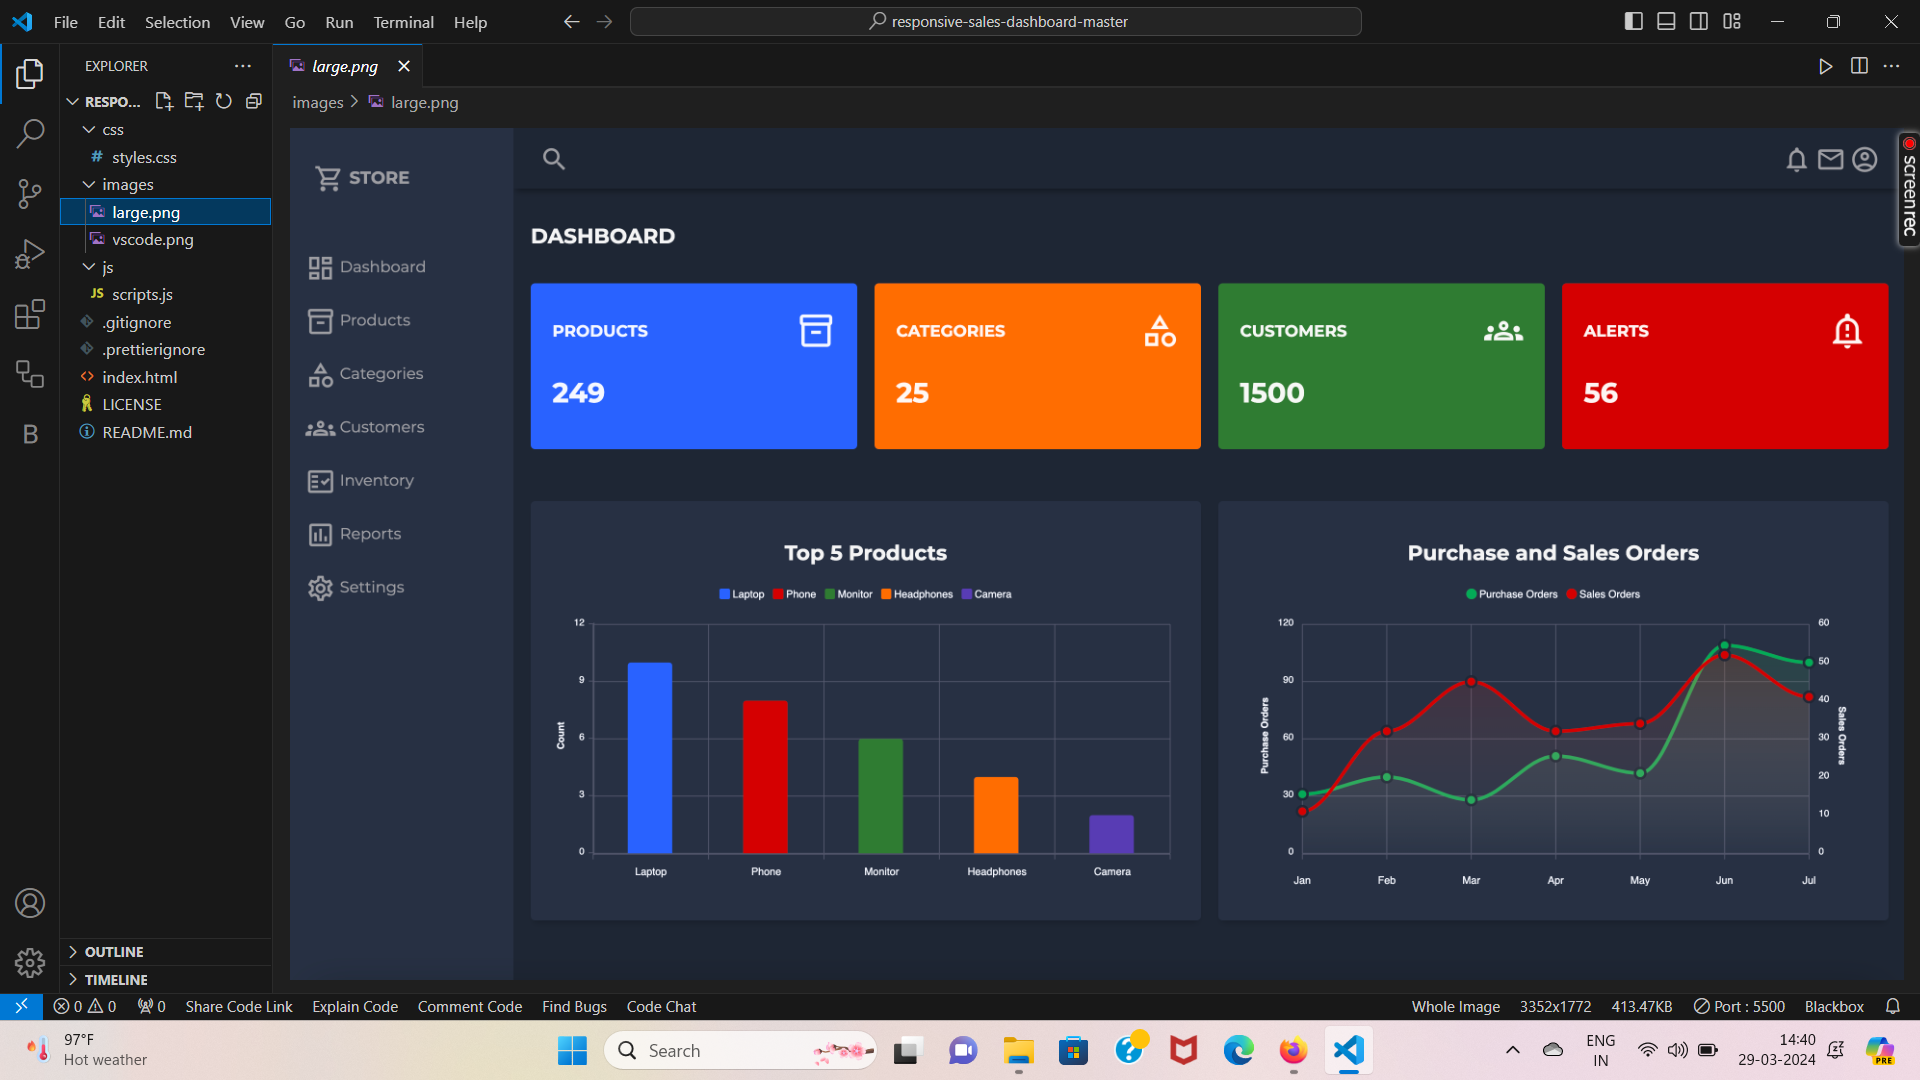 File Edit Selection View Go Run Terminal Help
responsive-sales-dashboard-master
EXPLORER
RESPO...
css
# styles.css
images
large.png
vscode.png
js
JS scripts.js
.gitignore
.prettierignore
<> index.html
LICENSE
README.md
B
OUTLINE
TIMELINE
large.png
images > large.png
STORE
Dashboard
Products
Categories
Customers
Inventory
Reports
Settings
DASHBOARD
PRODUCTS
249
CATEGORIES
25
CUSTOMERS
1500
ALERTS
56
Top 5 Products
Laptop Phone Monitor Headphones Camera
12
9
6
3
0
Count
Laptop Phone Monitor Headphones Camera
Purchase and Sales Orders
Purchase Orders Sales Orders
120
90
60
30
0
Purchase Orders
60
50
40
30
20
10
0
Sales Orders
Jan Feb Mar Apr May Jun Jul
screenrec
0 0 0 Share Code Link Explain Code Comment Code Find Bugs Code Chat
Whole Image 3352x1772 413.47KB Port : 5500 Blackbox
97°F
Hot weather
Search
ENG
IN
14:40
29-03-2024
PRE